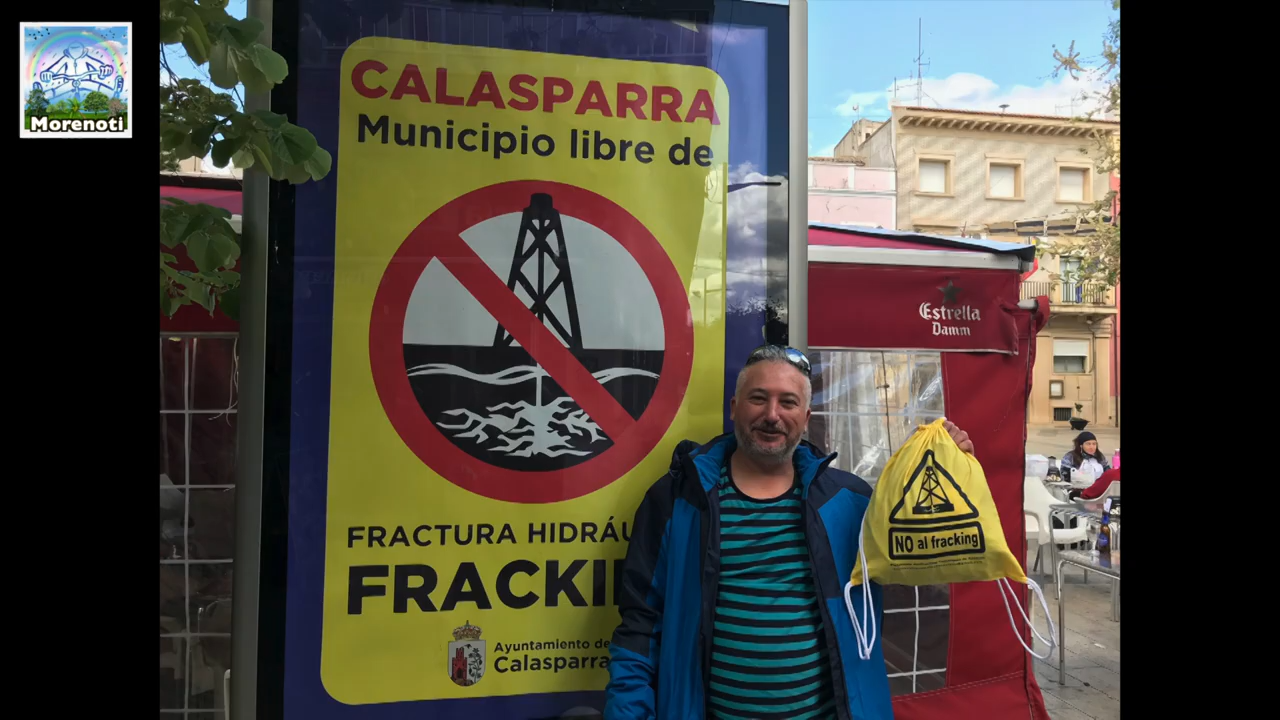 Morenoti
CALASPARRA
Municipio libre de
FRACTURA HIDRÁU
FRACKI
Ayuntamiento de
Calasparra
Estrella
Damm
NO al fracking